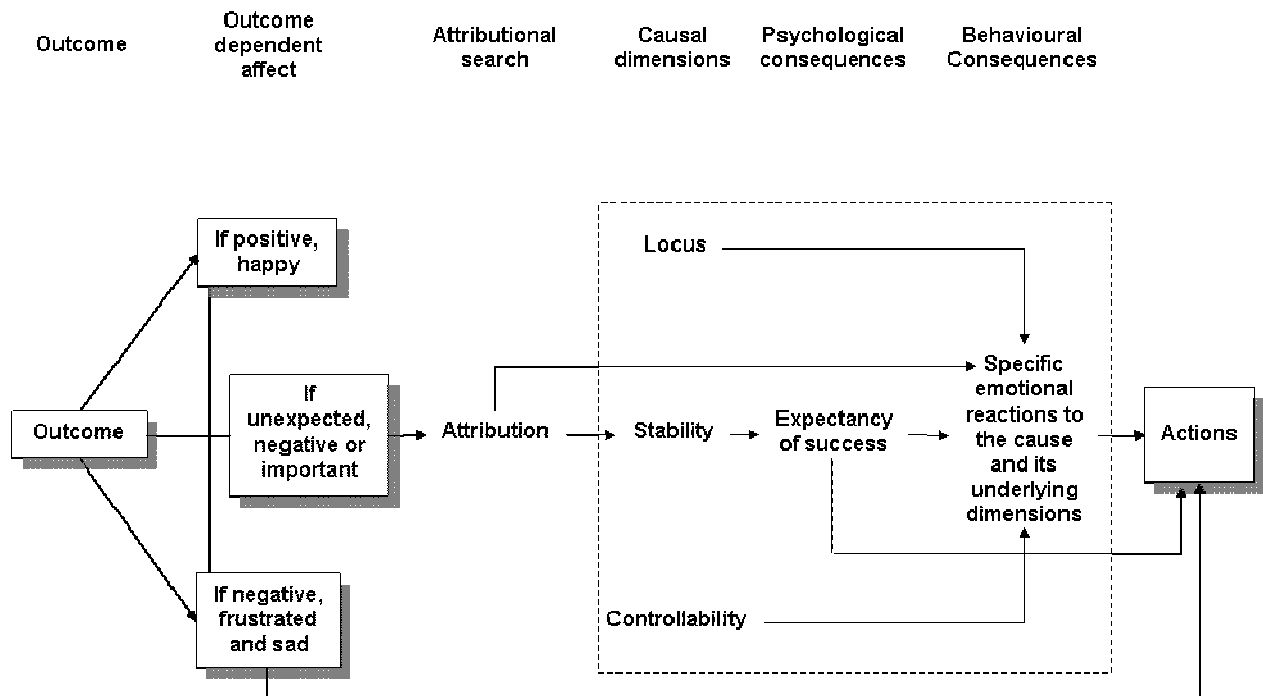 Outcome
Outcome
dependent
affect
Attributional
search
Causal
dimensions
Psychological
consequences
Behavioural
Consequences
If positive,
happy
Locus
If
unexpected,
negative or
important
Outcome
Attribution
Stability
Expectancy
of success
Specific
emotional
reactions to
the cause
and its
underlying
dimensions
Actions
If negative,
frustrated
and sad
Controllability